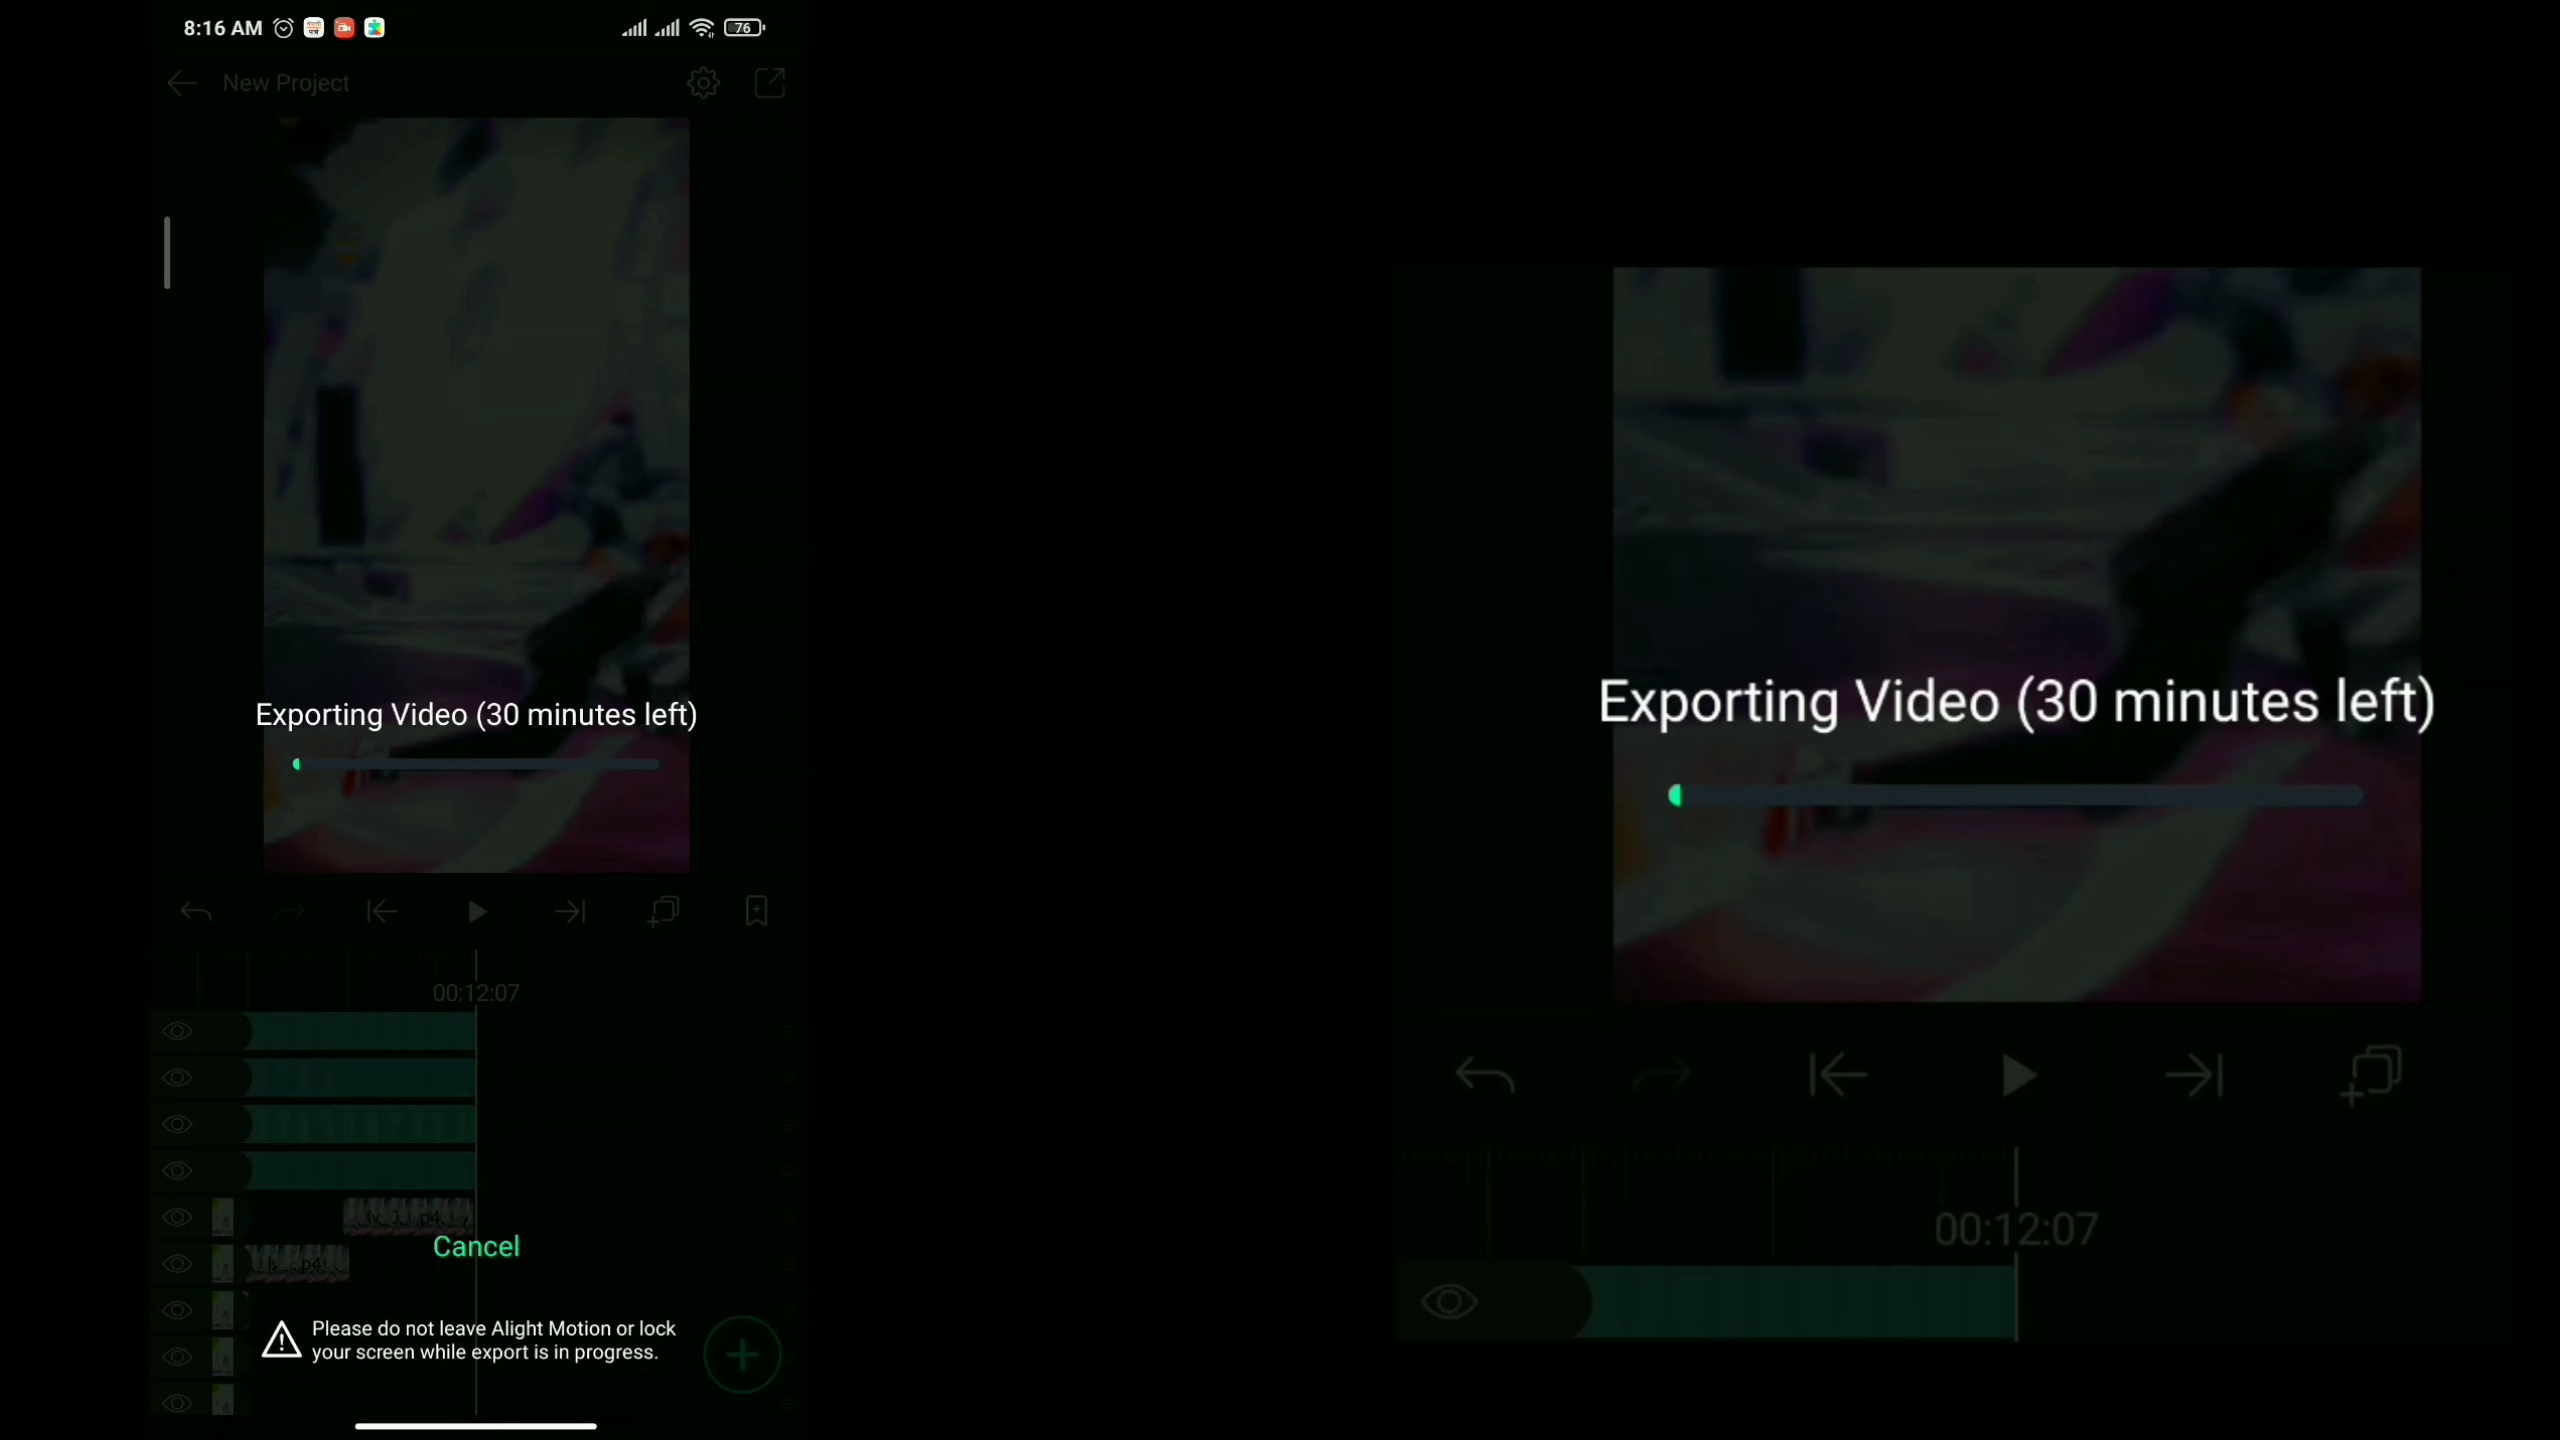 8:16 AM
76
New Project
Exporting Video (30 minutes left)
00:12:07
Cancel
Please do not leave Alight Motion or lock
your screen while export is in progress.
Exporting Video (30 minutes left)
00:12:07